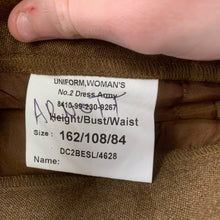 UNIFORM, WOMAN'S
No.2 Dress Army
8410-99-230-9267
Height/Bust/Waist
Size : 162/108/84
DC2BESL/4628
Name: